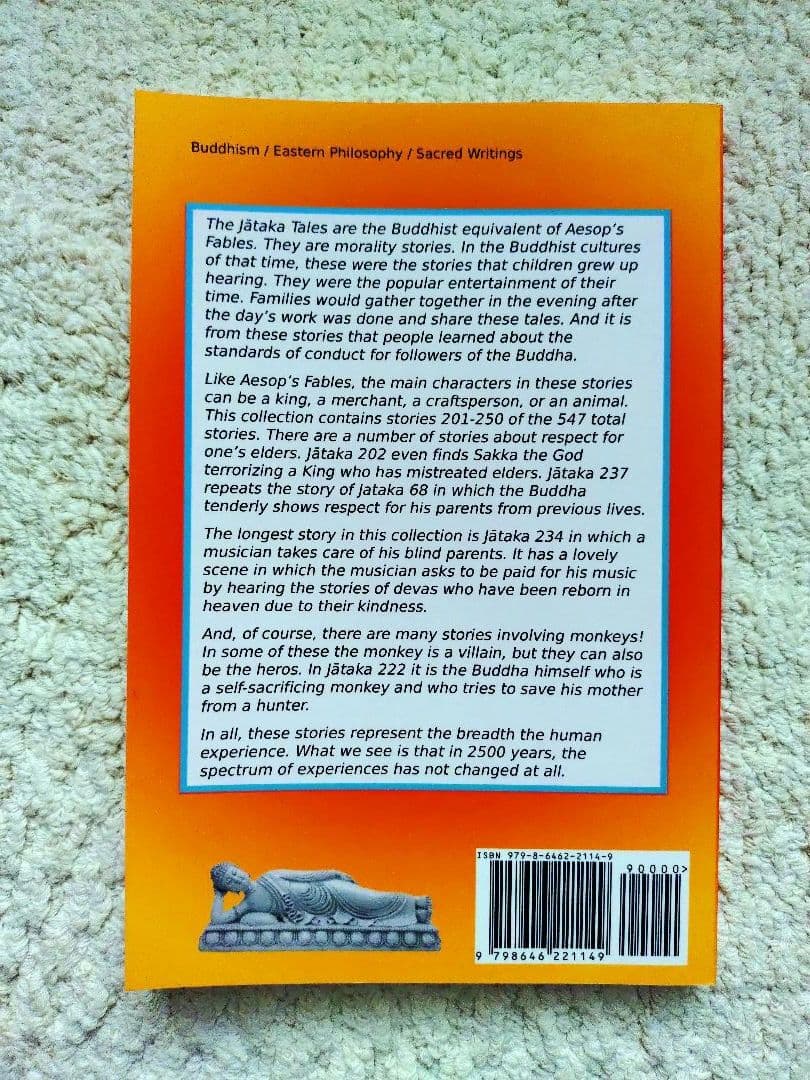 Buddhism / Eastern Philosophy / Sacred Writings
The Jātaka Tales are the Buddhist equivalent of Aesop's
Fables. They are morality stories. In the Buddhist cultures
of that time, these were the stories that children grew up
hearing. They were the popular entertainment of their
time. Families would gather together in the evening after
the day's work was done and share these tales. And it is
from these stories that people learned about the
standards of conduct for followers of the Buddha.
Like Aesop's Fables, the main characters in these stories
can be a king, a merchant, a craftsperson, or an animal.
This collection contains stories 201-250 of the 547 total
stories. There are a number of stories about respect for
one's elders. Jātaka 202 even finds Sakka the God
terrorizing a King who has mistreated elders. Jātaka 237
repeats the story of Jataka 68 in which the Buddha
tenderly shows respect for his parents from previous lives.
The longest story in this collection is Jātaka 234 in which a
musician takes care of his blind parents. It has a lovely
scene in which the musician asks to be paid for his music
by hearing the stories of devas who have been reborn in
heaven due to their kindness.
And, of course, there are many stories involving monkeys!
In some of these the monkey is a villain, but they can also
be the heros. In Jātaka 222 it is the Buddha himself who is
a self-sacrificing monkey and who tries to save his mother
from a hunter.
In all, these stories represent the breadth the human
experience. What we see is that in 2500 years, the
spectrum of experiences has not changed at all.
ISBN 979-8-6462-2114-9
90000>
9 798646 221149